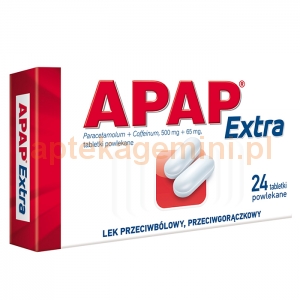 APAP®
Extra
Paracetamolum + Coffeinum, 500 mg + 65 mg,
tabletki powlekane
aptekagemini.pl
24 tabletki
powlekane
LEK PRZECIWBÓLOWY, PRZECIWGORĄCZKOWY
APAP Extra